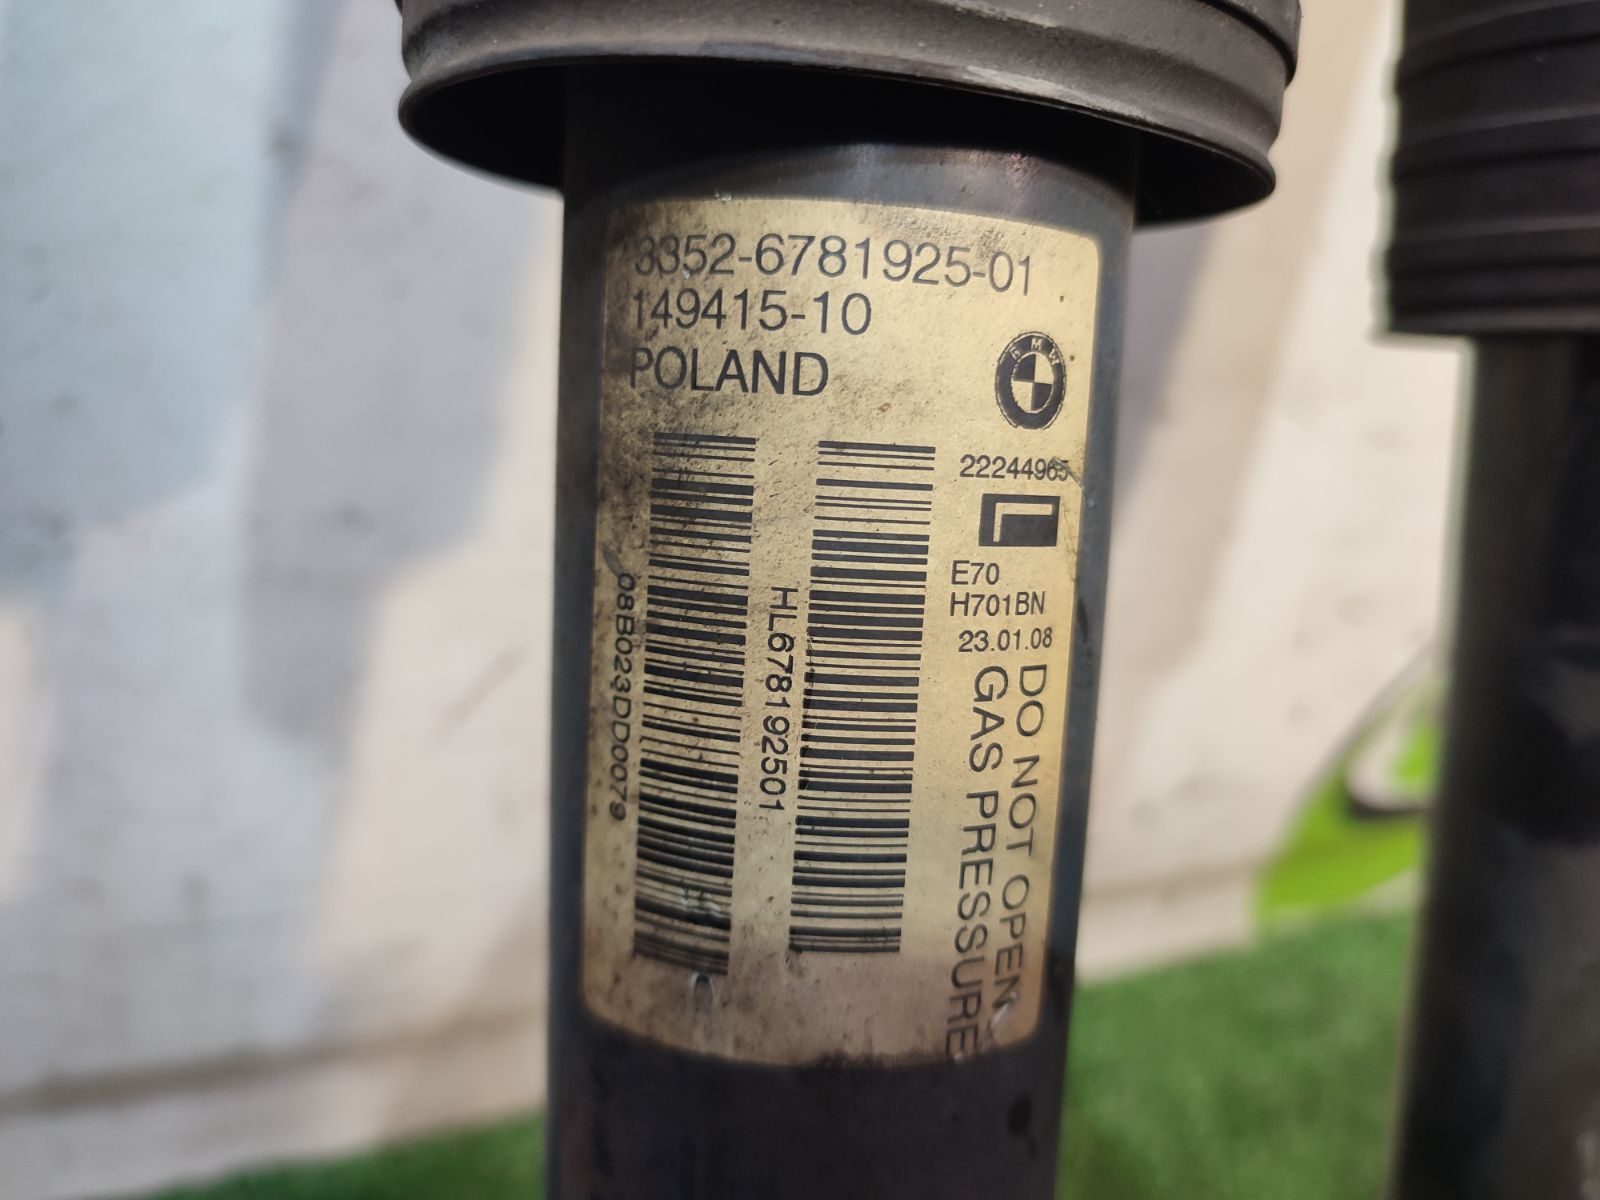 3352-6781925-01
149415-10
POLAND
BMW
22244965
L
E70
H701BN
23.01.08
DO NOT OPEN
GAS PRESSURE
HL678192501
08B023DD0079